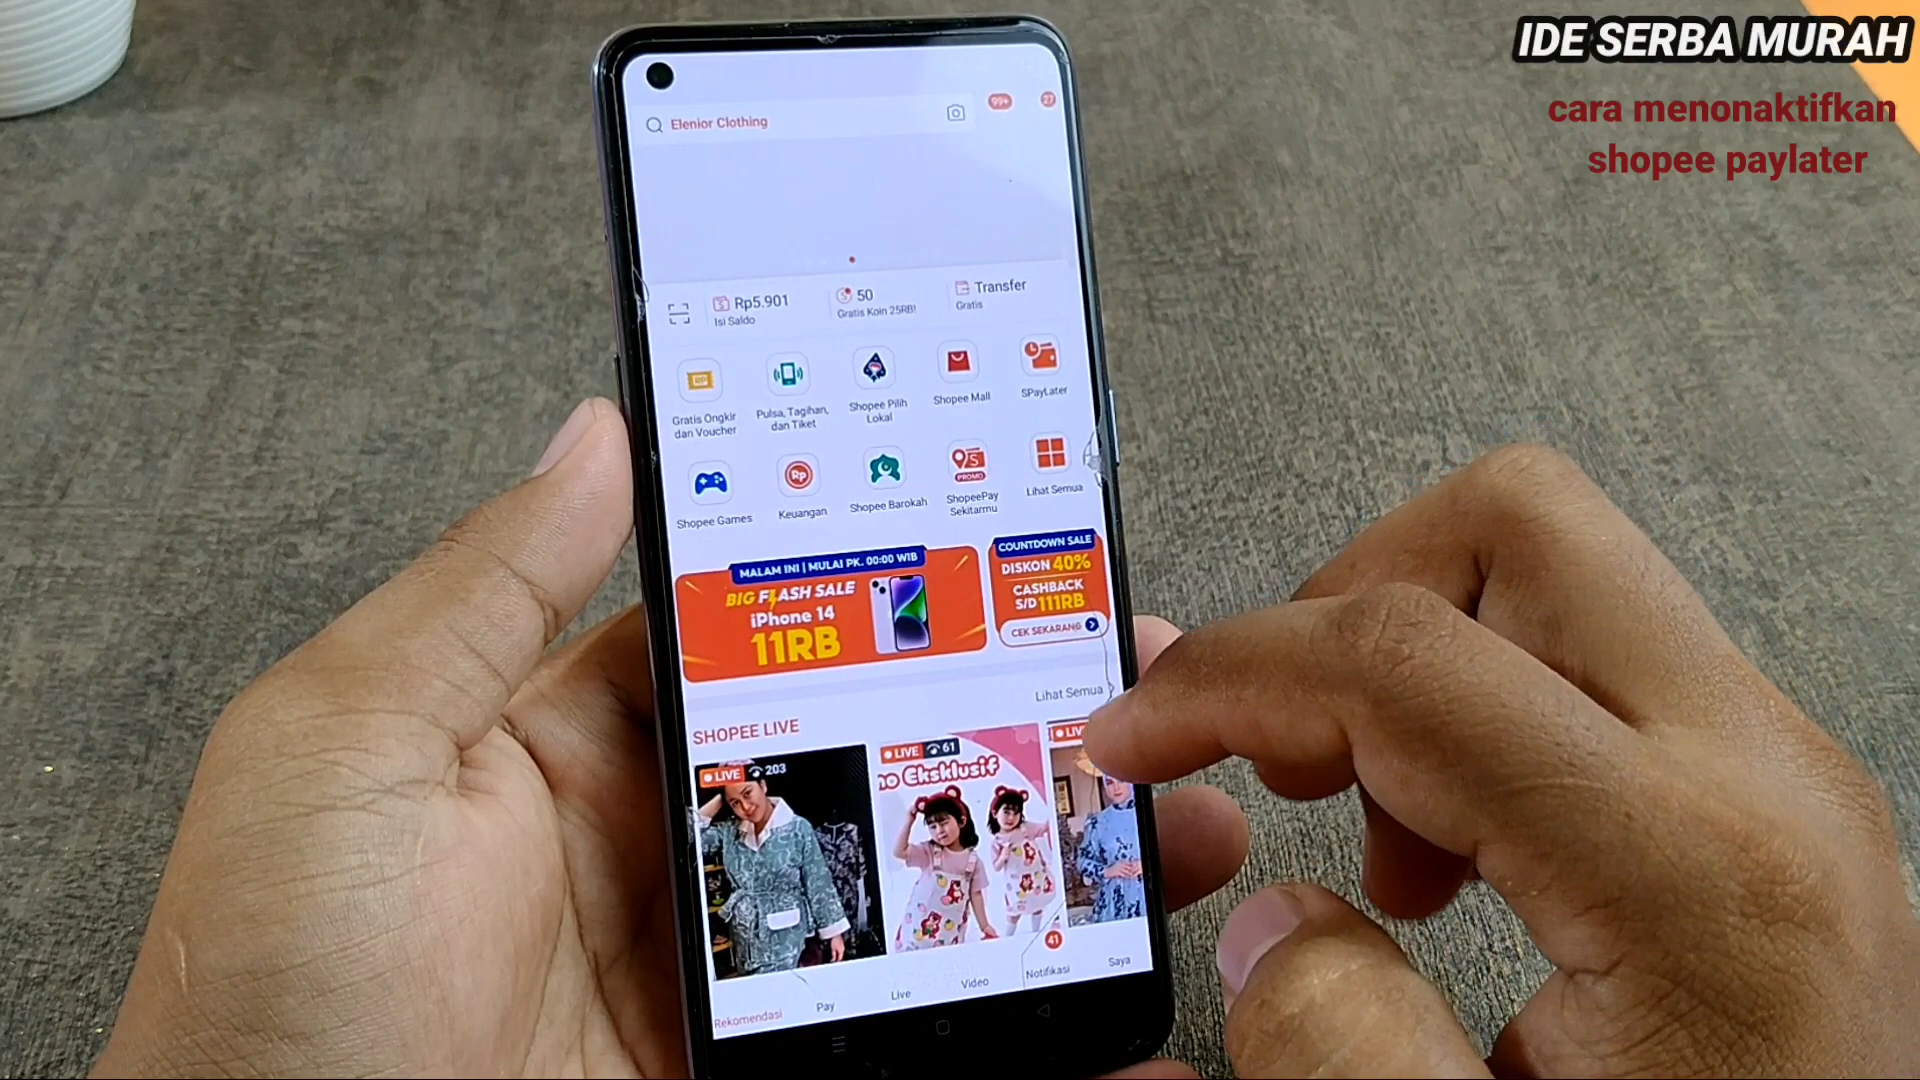 IDE SERBA MURAH
cara menonaktifkan
shopee paylater
Elenior Clothing
99+
27
Rp5.901
Isi Saldo
50
Gratis Koin 25RB!
Transfer
Gratis
Gratis Ongkir
dan Voucher
Pulsa, Tagihan,
dan Tiket
Shopee Pilih
Lokal
Shopee Mall
SPayLater
Shopee Games
Rp
Keuangan
Shopee Barokah
PROMO
ShopeePay
Sekitarmu
Lihat Semua
MALAM INI | MULAI PK. 00:00 WIB
BIG FLASH SALE
iPhone 14
11RB
COUNTDOWN SALE
DISKON 40%
CASHBACK
S/D 111RB
CEK SEKARANG
Lihat Semua
SHOPEE LIVE
LIVE 203
LIVE 61
no Eksklusif
LIV
41
Rekomendasi
Pay
Live
Video
Notifikasi
Saya